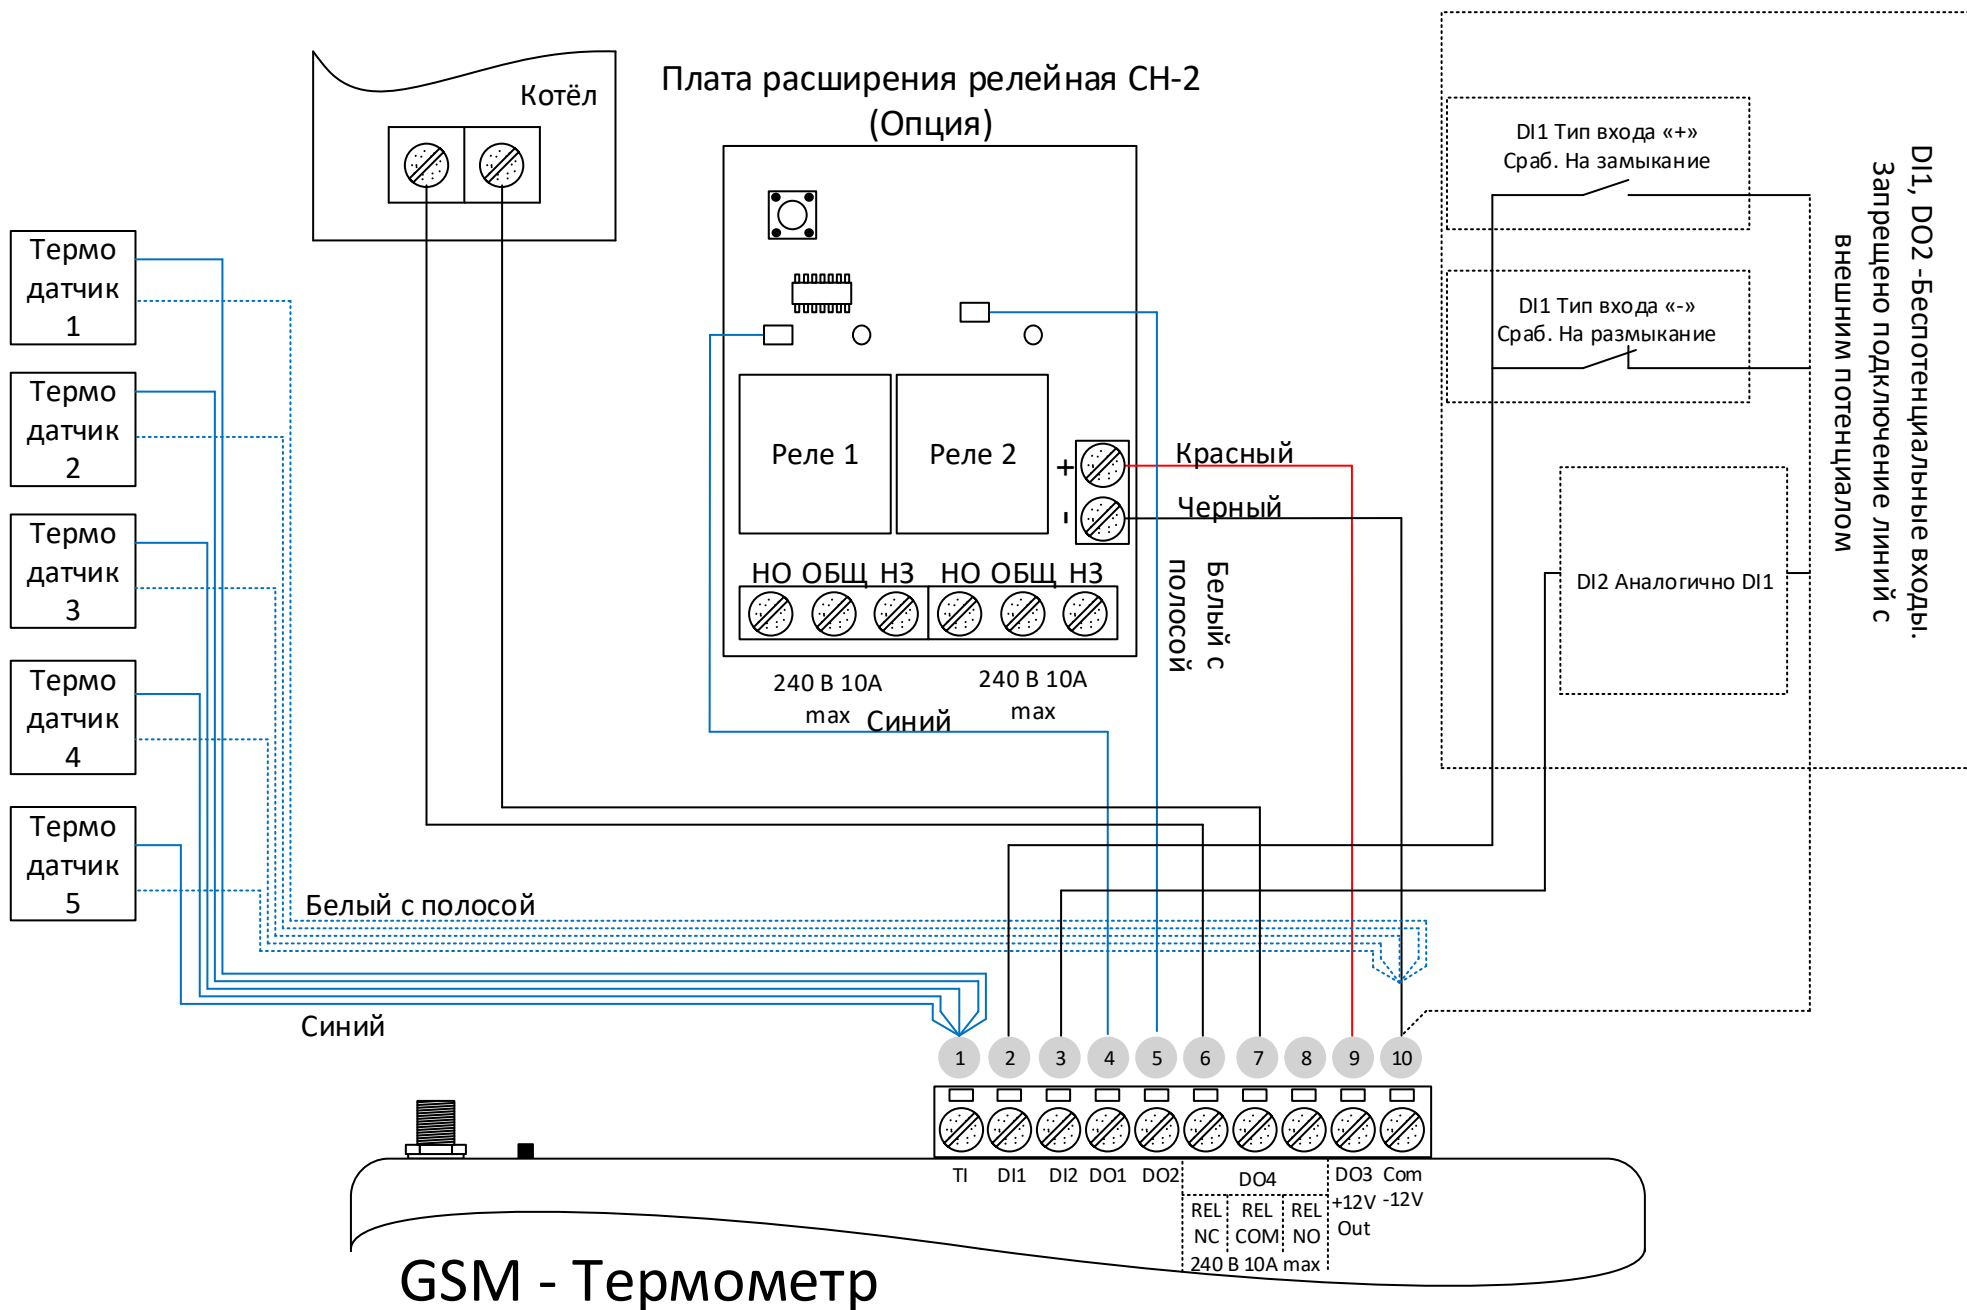 Котёл
Плата расширения релейная СН-2
(Опция)
DI1 Тип входа «+»
Сраб. На замыкание
DI1 Тип входа «-»
Сраб. На размыкание
DI2 Аналогично DI1
DI1, DO2 -Беспотенциальные входы.
Запрещено подключение линий с
внешним потенциалом
Термо
датчик
1
Термо
датчик
2
Термо
датчик
3
Термо
датчик
4
Термо
датчик
5
Реле 1
Реле 2
+
-
Красный
Черный
НО ОБЩ НЗ НО ОБЩ НЗ
240 В 10А
max
240 В 10А
max
Синий
Белый с
полосой
Белый с полосой
Синий
1 2 3 4 5 6 7 8 9 10
TI DI1 DI2 DO1 DO2 DO4 DO3 Com
+12V -12V
Out
REL REL REL
NC COM NO
240 В 10А max
GSM - Термометр